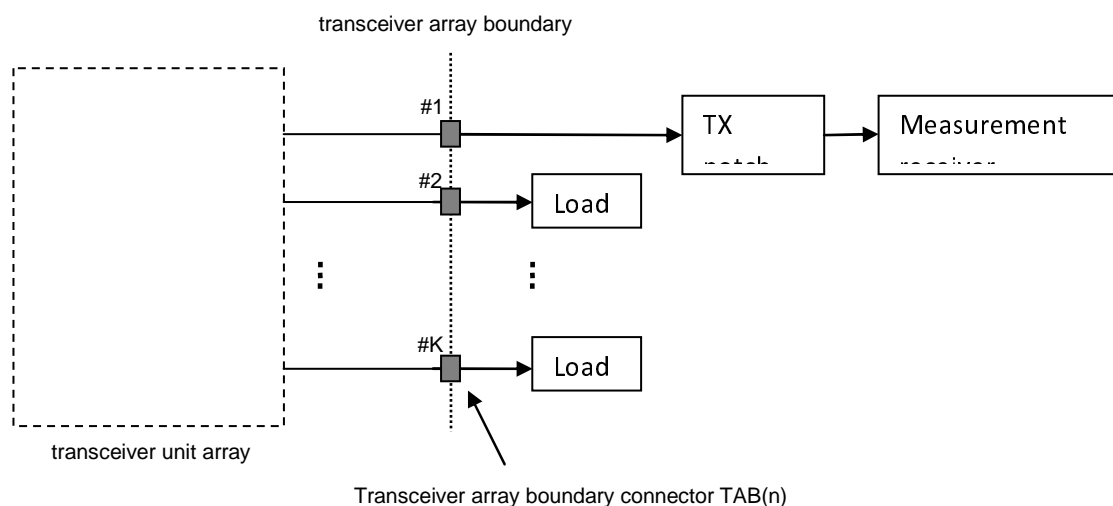 transceiver array boundary
#1
TX
Measurement
#2
Load
#K
Load
transceiver unit array
Transceiver array boundary connector TAB(n)